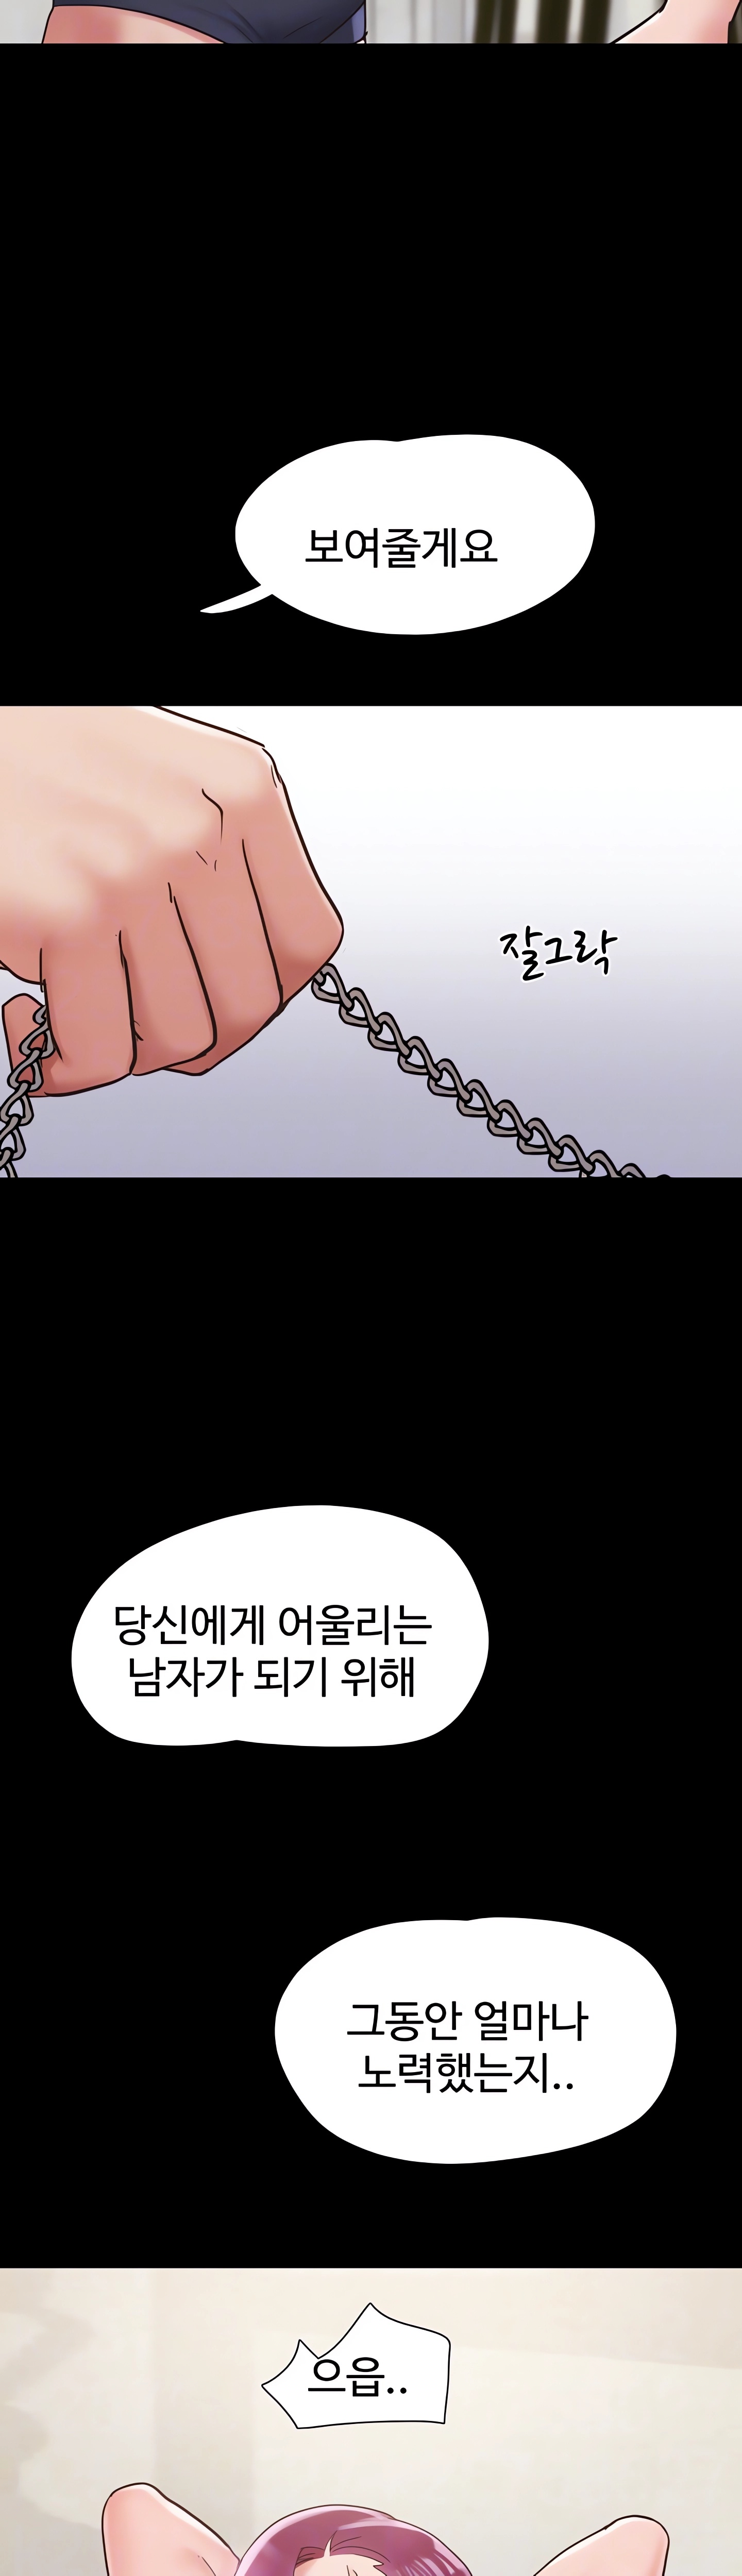 보여줄게요
잘그락
당신에게 어울리는
남자가 되기 위해
그동안 얼마나
노력했는지..
으읍..